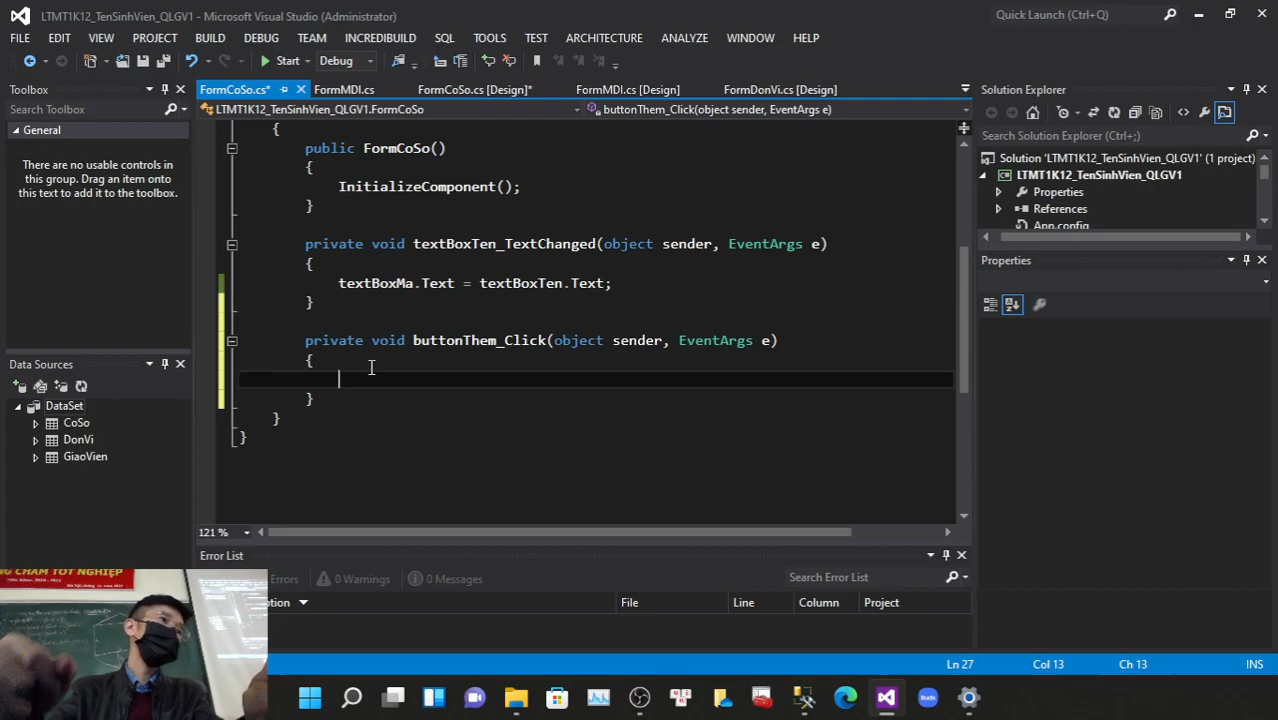 LTMT1K12_TenSinhVien_QLGV1 - Microsoft Visual Studio (Administrator)
Quick Launch (Ctrl+Q)
FILE EDIT VIEW PROJECT BUILD DEBUG TEAM INCREDIBUILD SQL TOOLS TEST ARCHITECTURE ANALYZE WINDOW HELP
Start Debug
Toolbox
FormCoSo.cs* FormMDI.cs FormCoSo.cs [Design]* FormMDI.cs [Design] FormDonVi.cs [Design]
Solution Explorer
Search Toolbox
LTMT1K12_TenSinhVien_QLGV1.FormCoSo
buttonThem_Click(object sender, EventArgs e)
General
There are no usable controls in
this group. Drag an item onto
this text to add it to the toolbox.
Search Solution Explorer (Ctrl+;)
Solution 'LTMT1K12_TenSinhVien_QLGV1' (1 project)
LTMT1K12_TenSinhVien_QLGV1
Properties
References
App.config
{
public FormCoSo()
{
InitializeComponent();
}
private void textBoxTen_TextChanged(object sender, EventArgs e)
{
textBoxMa.Text = textBoxTen.Text;
}
private void buttonThem_Click(object sender, EventArgs e)
{
}
}
}
Properties
Data Sources
DataSet
CoSo
DonVi
GiaoVien
121 %
Error List
Errors 0 Warnings 0 Messages
Search Error List
File Line Column Project
NG CHẤM TỐT NGHIỆP
Ln 27 Col 13 Ch 13 INS